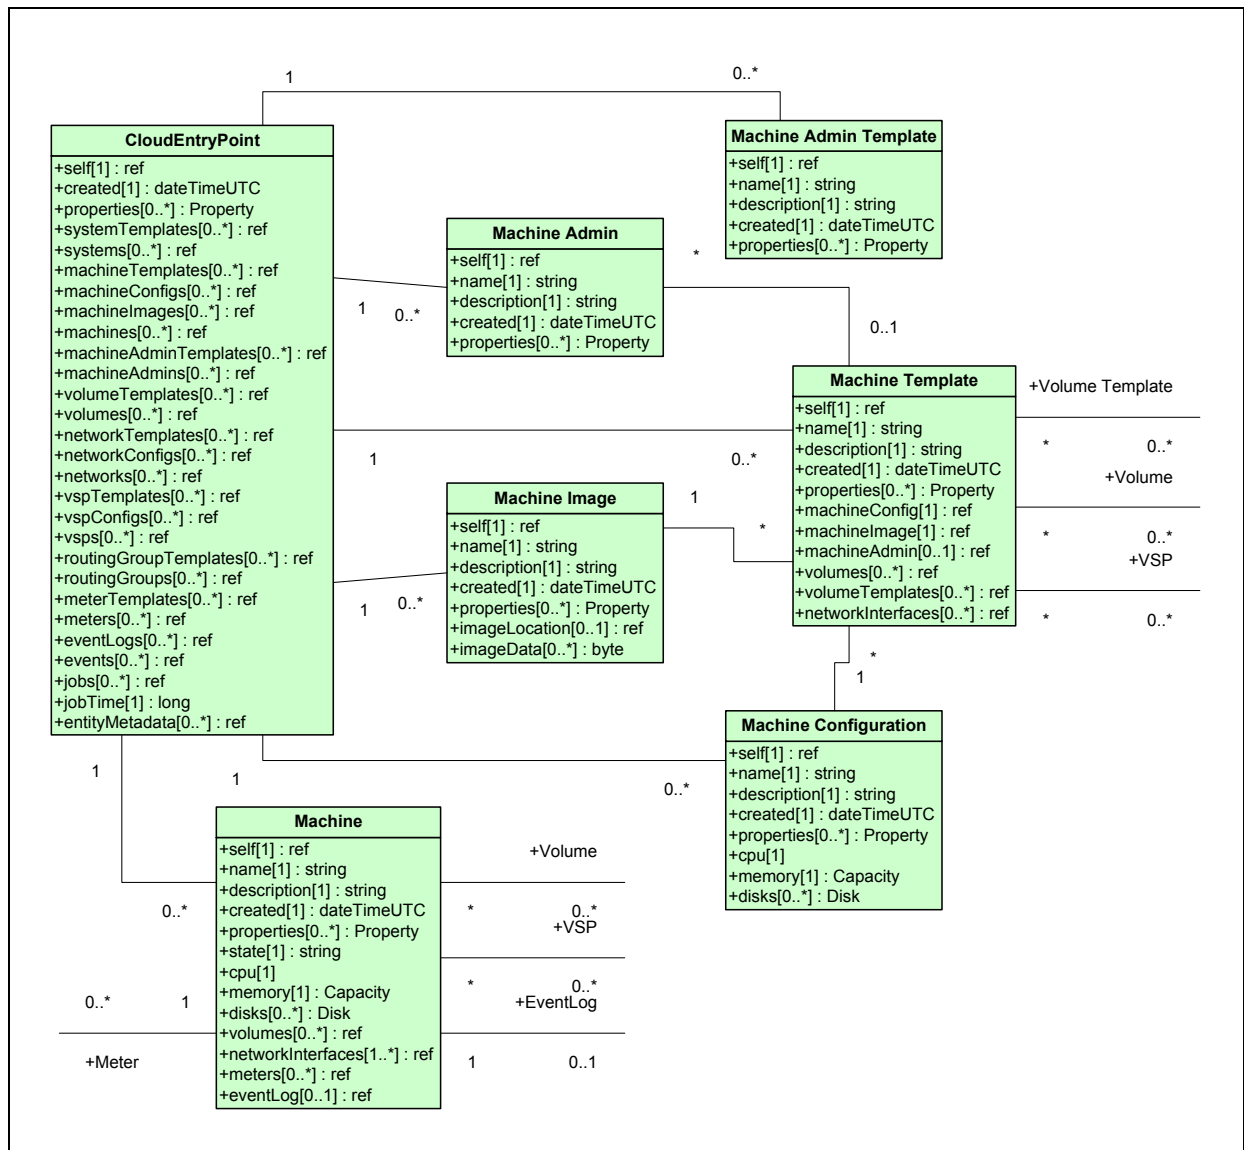 1
0..*
CloudEntryPoint
+self[1] : ref
+created[1] : dateTimeUTC
+properties[0..*] : Property
+systemTemplates[0..*] : ref
+systems[0..*] : ref
+machineTemplates[0..*] : ref
+machineConfigs[0..*] : ref
+machineImages[0..*] : ref
+machines[0..*] : ref
+machineAdminTemplates[0..*] : ref
+machineAdmins[0..*] : ref
+volumeTemplates[0..*] : ref
+volumes[0..*] : ref
+networkTemplates[0..*] : ref
+networkConfigs[0..*] : ref
+networks[0..*] : ref
+vspTemplates[0..*] : ref
+vspConfigs[0..*] : ref
+vsps[0..*] : ref
+routingGroupTemplates[0..*] : ref
+routingGroups[0..*] : ref
+meterTemplates[0..*] : ref
+meters[0..*] : ref
+eventLogs[0..*] : ref
+events[0..*] : ref
+jobs[0..*] : ref
+jobTime[1] : long
+entityMetadata[0..*] : ref
Machine Admin Template
+self[1] : ref
+name[1] : string
+description[1] : string
+created[1] : dateTimeUTC
+properties[0..*] : Property
Machine Admin
+self[1] : ref
+name[1] : string
+description[1] : string
+created[1] : dateTimeUTC
+properties[0..*] : Property
*
1
0..*
0..1
Machine Template
+self[1] : ref
+name[1] : string
+description[1] : string
+created[1] : dateTimeUTC
+properties[0..*] : Property
+machineConfig[1] : ref
+machineImage[1] : ref
+machineAdmin[0..1] : ref
+volumes[0..*] : ref
+volumeTemplates[0..*] : ref
+networkInterfaces[0..*] : ref
+Volume Template
*
0..*
+Volume
*
0..*
+VSP
*
0..*
1
0..*
Machine Image
+self[1] : ref
+name[1] : string
+description[1] : string
+created[1] : dateTimeUTC
+properties[0..*] : Property
+imageLocation[0..1] : ref
+imageData[0..*] : byte
1
*
1
0..*
*
1
Machine Configuration
+self[1] : ref
+name[1] : string
+description[1] : string
+created[1] : dateTimeUTC
+properties[0..*] : Property
+cpu[1]
+memory[1] : Capacity
+disks[0..*] : Disk
1
1
0..*
Machine
+self[1] : ref
+name[1] : string
+description[1] : string
+created[1] : dateTimeUTC
+properties[0..*] : Property
+state[1] : string
+cpu[1]
+memory[1] : Capacity
+disks[0..*] : Disk
+volumes[0..*] : ref
+networkInterfaces[1..*] : ref
+meters[0..*] : ref
+eventLog[0..1] : ref
0..*
+Volume
*
0..*
+VSP
*
0..*
+EventLog
1
0..1
0..*
1
+Meter